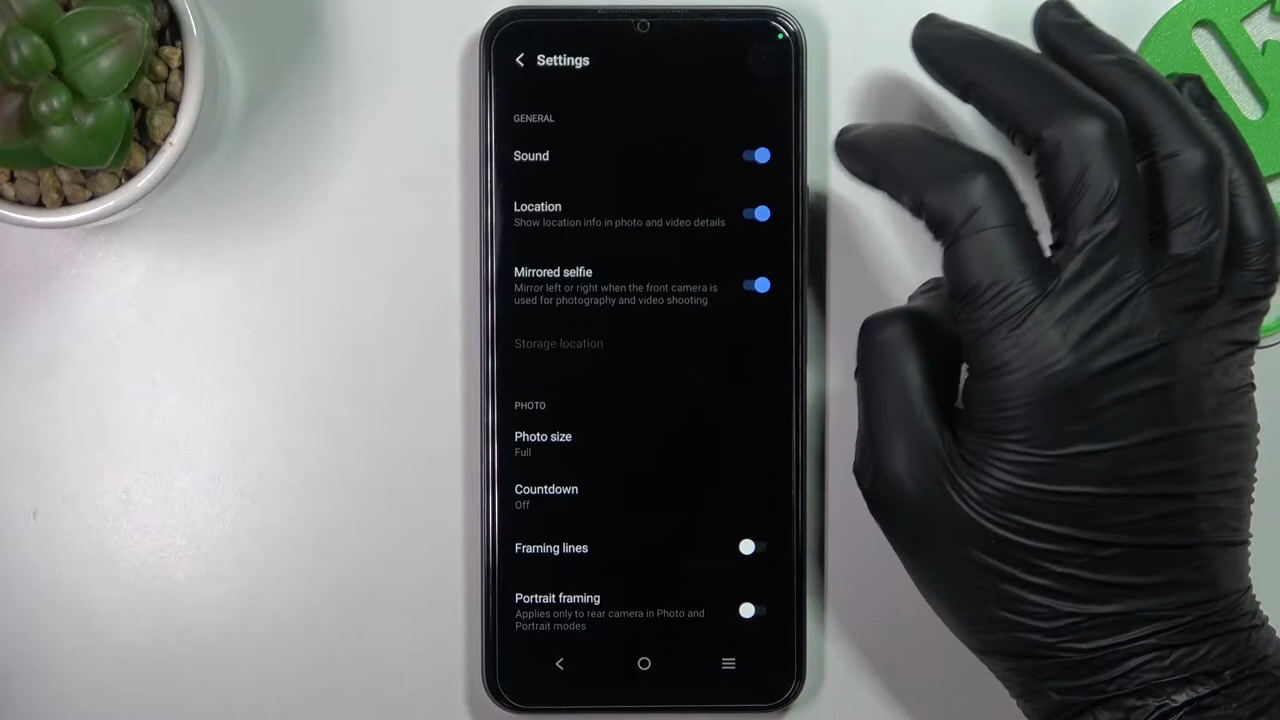 Settings
GENERAL
Sound
Location
Show location info in photo and video details
Mirrored selfie
Mirror left or right when the front camera is
used for photography and video shooting
Storage location
PHOTO
Photo size
Full
Countdown
Off
Framing lines
Portrait framing
Applies only to rear camera in Photo and
Portrait modes